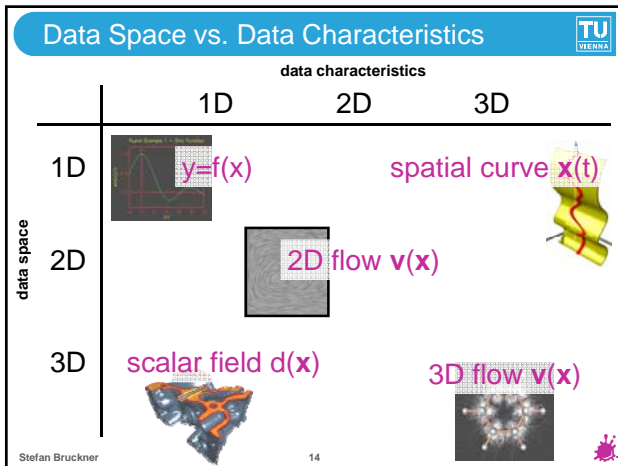 Data Space vs. Data Characteristics
TU
VIENNA
data characteristics
1D 2D 3D
1D y=f(x) spatial curve x(t)
data space
2D 2D flow v(x)
3D scalar field d(x) 3D flow v(x)
Stefan Bruckner 14